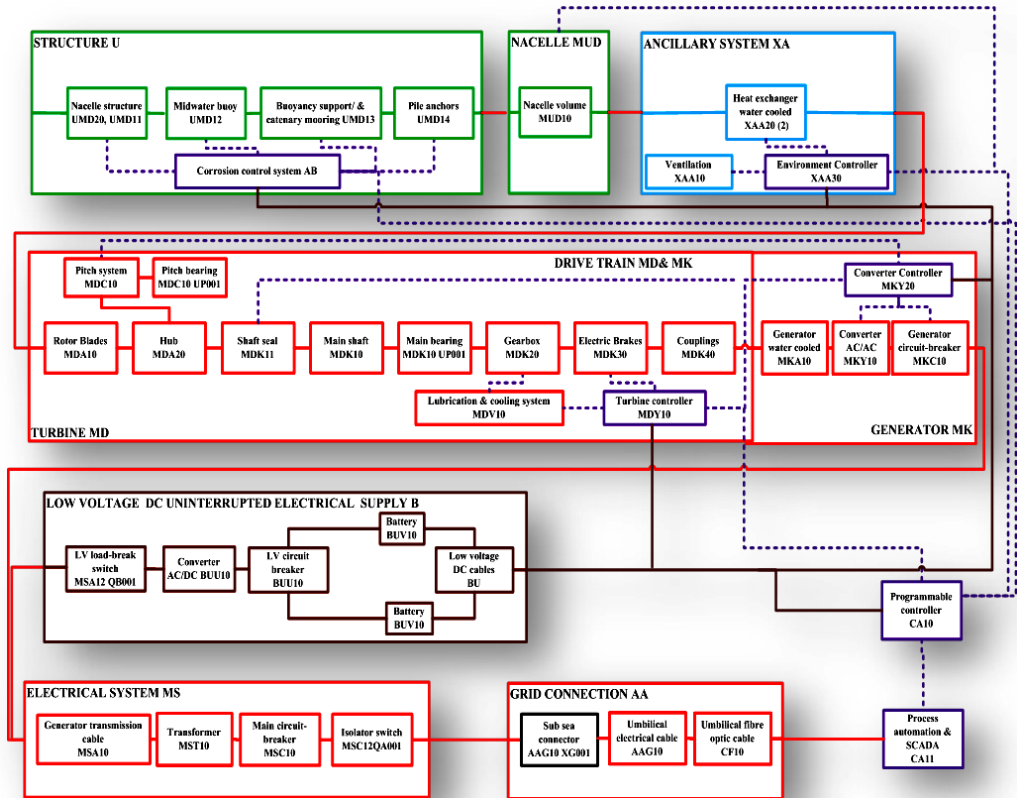 STRUCTURE U
Nacelle structure
UMD20, UMD11
Midwater buoy
UMD12
Buoyancy support/ &
catenary mooring UMD13
Pile anchors
UMD14
Corrosion control system AB
NACELLE MUD
Nacelle volume
MUD10
ANCILLARY SYSTEM XA
Heat exchanger
water cooled
XAA20 (2)
Ventilation
XAA10
Environment Controller
XAA30
DRIVE TRAIN MD& MK
Pitch system
MDC10
Pitch bearing
MDC10 UP001
Converter Controller
MKY20
Rotor Blades
MDA10
Hub
MDA20
Shaft seal
MDK11
Main shaft
MDK10
Main bearing
MDK10 UP001
Gearbox
MDK20
Electric Brakes
MDK30
Couplings
MDK40
Generator
water cooled
MKA10
Converter
AC/AC
MKY10
Generator
circuit-breaker
MKC10
Lubrication & cooling system
MDV10
Turbine controller
MDY10
TURBINE MD
GENERATOR MK
LOW VOLTAGE DC UNINTERRUPTED ELECTRICAL SUPPLY B
LV load-break
switch
MSA12 QB001
Converter
AC/DC BUU10
LV circuit
breaker
BUU10
Battery
BUV10
Battery
BUV10
Low voltage
DC cables
BU
Programmable
controller
CA10
ELECTRICAL SYSTEM MS
Generator transmission
cable
MSA10
Transformer
MST10
Main circuit-
breaker
MSC10
Isolator switch
MSC12QA001
GRID CONNECTION AA
Sub sea
connector
AAG10 XG001
Umbilical
electrical cable
AAG10
Umbilical fibre
optic cable
CF10
Process
automation &
SCADA
CA11